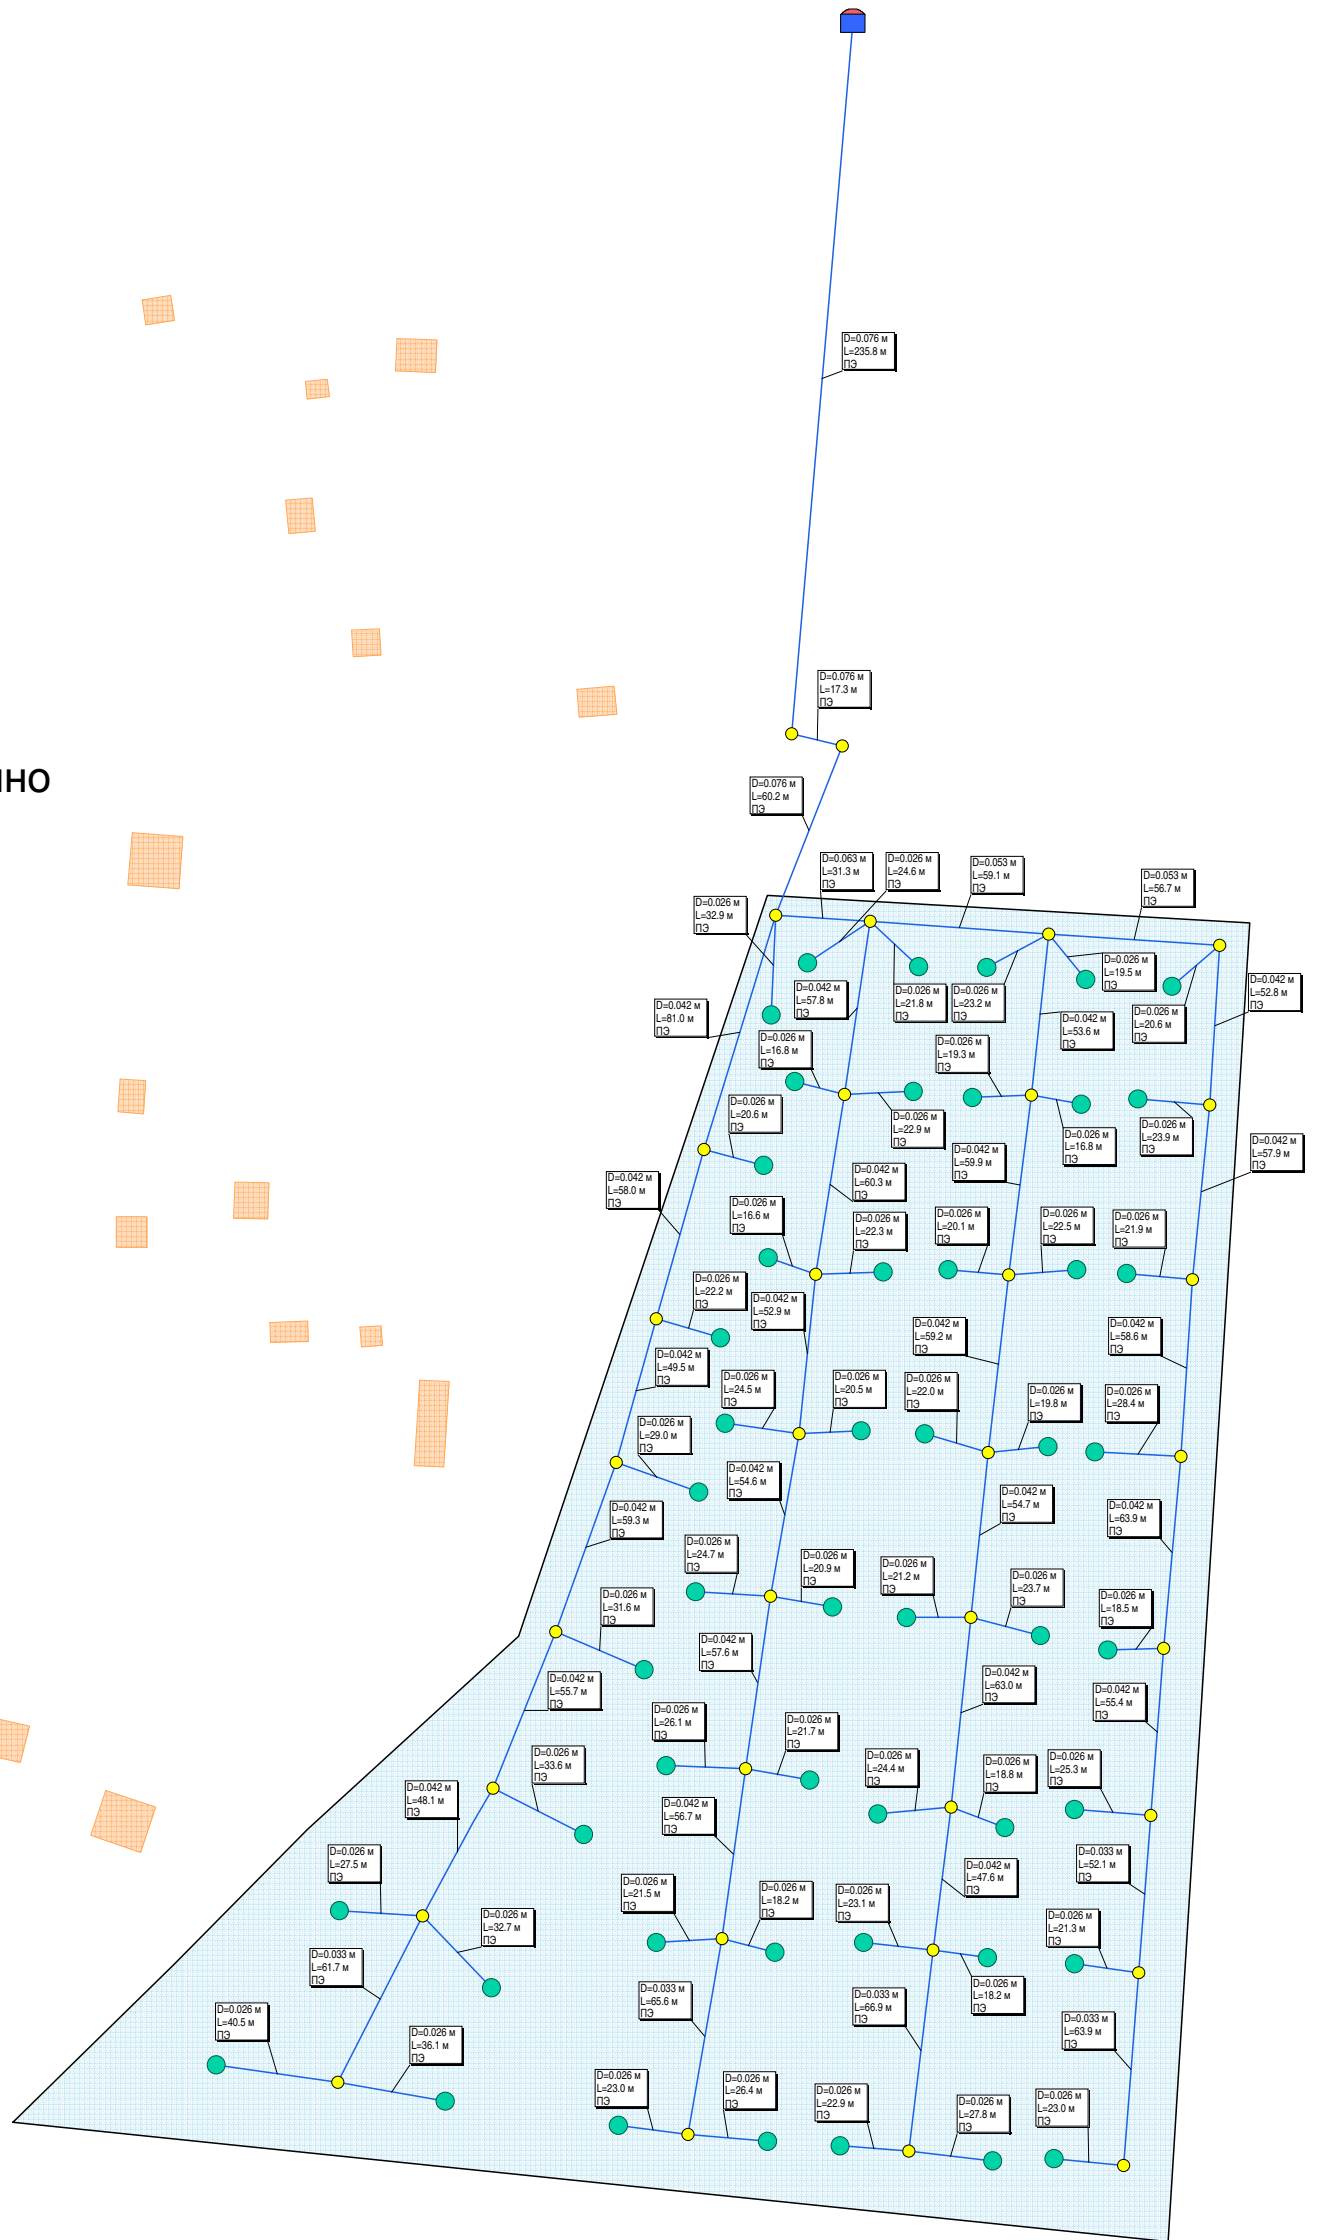 D=0.076 м
L=235.8 м
ПЭ
D=0.076 м
L=17.3 м
ПЭ
D=0.076 м
L=60.2 м
ПЭ
D=0.063 м
L=31.3 м
ПЭ
D=0.026 м
L=24.6 м
ПЭ
D=0.053 м
L=59.1 м
ПЭ
D=0.053 м
L=56.7 м
ПЭ
D=0.026 м
L=32.9 м
ПЭ
D=0.026 м
L=19.5 м
ПЭ
D=0.042 м
L=52.8 м
ПЭ
D=0.042 м
L=57.8 м
ПЭ
D=0.026 м
L=21.8 м
ПЭ
D=0.026 м
L=23.2 м
ПЭ
D=0.042 м
L=81.0 м
ПЭ
D=0.042 м
L=53.6 м
ПЭ
D=0.026 м
L=20.6 м
ПЭ
D=0.026 м
L=16.8 м
ПЭ
D=0.026 м
L=19.3 м
ПЭ
D=0.026 м
L=20.6 м
ПЭ
D=0.026 м
L=22.9 м
ПЭ
D=0.026 м
L=16.8 м
ПЭ
D=0.026 м
L=23.9 м
ПЭ
D=0.042 м
L=57.9 м
ПЭ
D=0.042 м
L=59.9 м
ПЭ
D=0.042 м
L=58.0 м
ПЭ
D=0.042 м
L=60.3 м
ПЭ
D=0.026 м
L=16.6 м
ПЭ
D=0.026 м
L=22.3 м
ПЭ
D=0.026 м
L=20.1 м
ПЭ
D=0.026 м
L=22.5 м
ПЭ
D=0.026 м
L=21.9 м
ПЭ
D=0.026 м
L=22.2 м
ПЭ
D=0.042 м
L=52.9 м
ПЭ
D=0.042 м
L=59.2 м
ПЭ
D=0.042 м
L=58.6 м
ПЭ
D=0.042 м
L=49.5 м
ПЭ
D=0.026 м
L=24.5 м
ПЭ
D=0.026 м
L=20.5 м
ПЭ
D=0.026 м
L=22.0 м
ПЭ
D=0.026 м
L=19.8 м
ПЭ
D=0.026 м
L=28.4 м
ПЭ
D=0.026 м
L=29.0 м
ПЭ
D=0.042 м
L=54.6 м
ПЭ
D=0.042 м
L=54.7 м
ПЭ
D=0.042 м
L=63.9 м
ПЭ
D=0.042 м
L=59.3 м
ПЭ
D=0.026 м
L=24.7 м
ПЭ
D=0.026 м
L=20.9 м
ПЭ
D=0.026 м
L=21.2 м
ПЭ
D=0.026 м
L=23.7 м
ПЭ
D=0.026 м
L=18.5 м
ПЭ
D=0.026 м
L=31.6 м
ПЭ
D=0.042 м
L=57.6 м
ПЭ
D=0.042 м
L=63.0 м
ПЭ
D=0.042 м
L=55.4 м
ПЭ
D=0.042 м
L=55.7 м
ПЭ
D=0.026 м
L=26.1 м
ПЭ
D=0.026 м
L=21.7 м
ПЭ
D=0.026 м
L=33.6 м
ПЭ
D=0.026 м
L=24.4 м
ПЭ
D=0.026 м
L=18.8 м
ПЭ
D=0.026 м
L=25.3 м
ПЭ
D=0.042 м
L=48.1 м
ПЭ
D=0.042 м
L=56.7 м
ПЭ
D=0.026 м
L=27.5 м
ПЭ
D=0.042 м
L=47.6 м
ПЭ
D=0.033 м
L=52.1 м
ПЭ
D=0.026 м
L=21.5 м
ПЭ
D=0.026 м
L=18.2 м
ПЭ
D=0.026 м
L=23.1 м
ПЭ
D=0.026 м
L=32.7 м
ПЭ
D=0.026 м
L=21.3 м
ПЭ
D=0.033 м
L=61.7 м
ПЭ
D=0.033 м
L=65.6 м
ПЭ
D=0.033 м
L=66.9 м
ПЭ
D=0.026 м
L=18.2 м
ПЭ
D=0.033 м
L=63.9 м
ПЭ
D=0.026 м
L=40.5 м
ПЭ
D=0.026 м
L=36.1 м
ПЭ
D=0.026 м
L=23.0 м
ПЭ
D=0.026 м
L=26.4 м
ПЭ
D=0.026 м
L=22.9 м
ПЭ
D=0.026 м
L=27.8 м
ПЭ
D=0.026 м
L=23.0 м
ПЭ